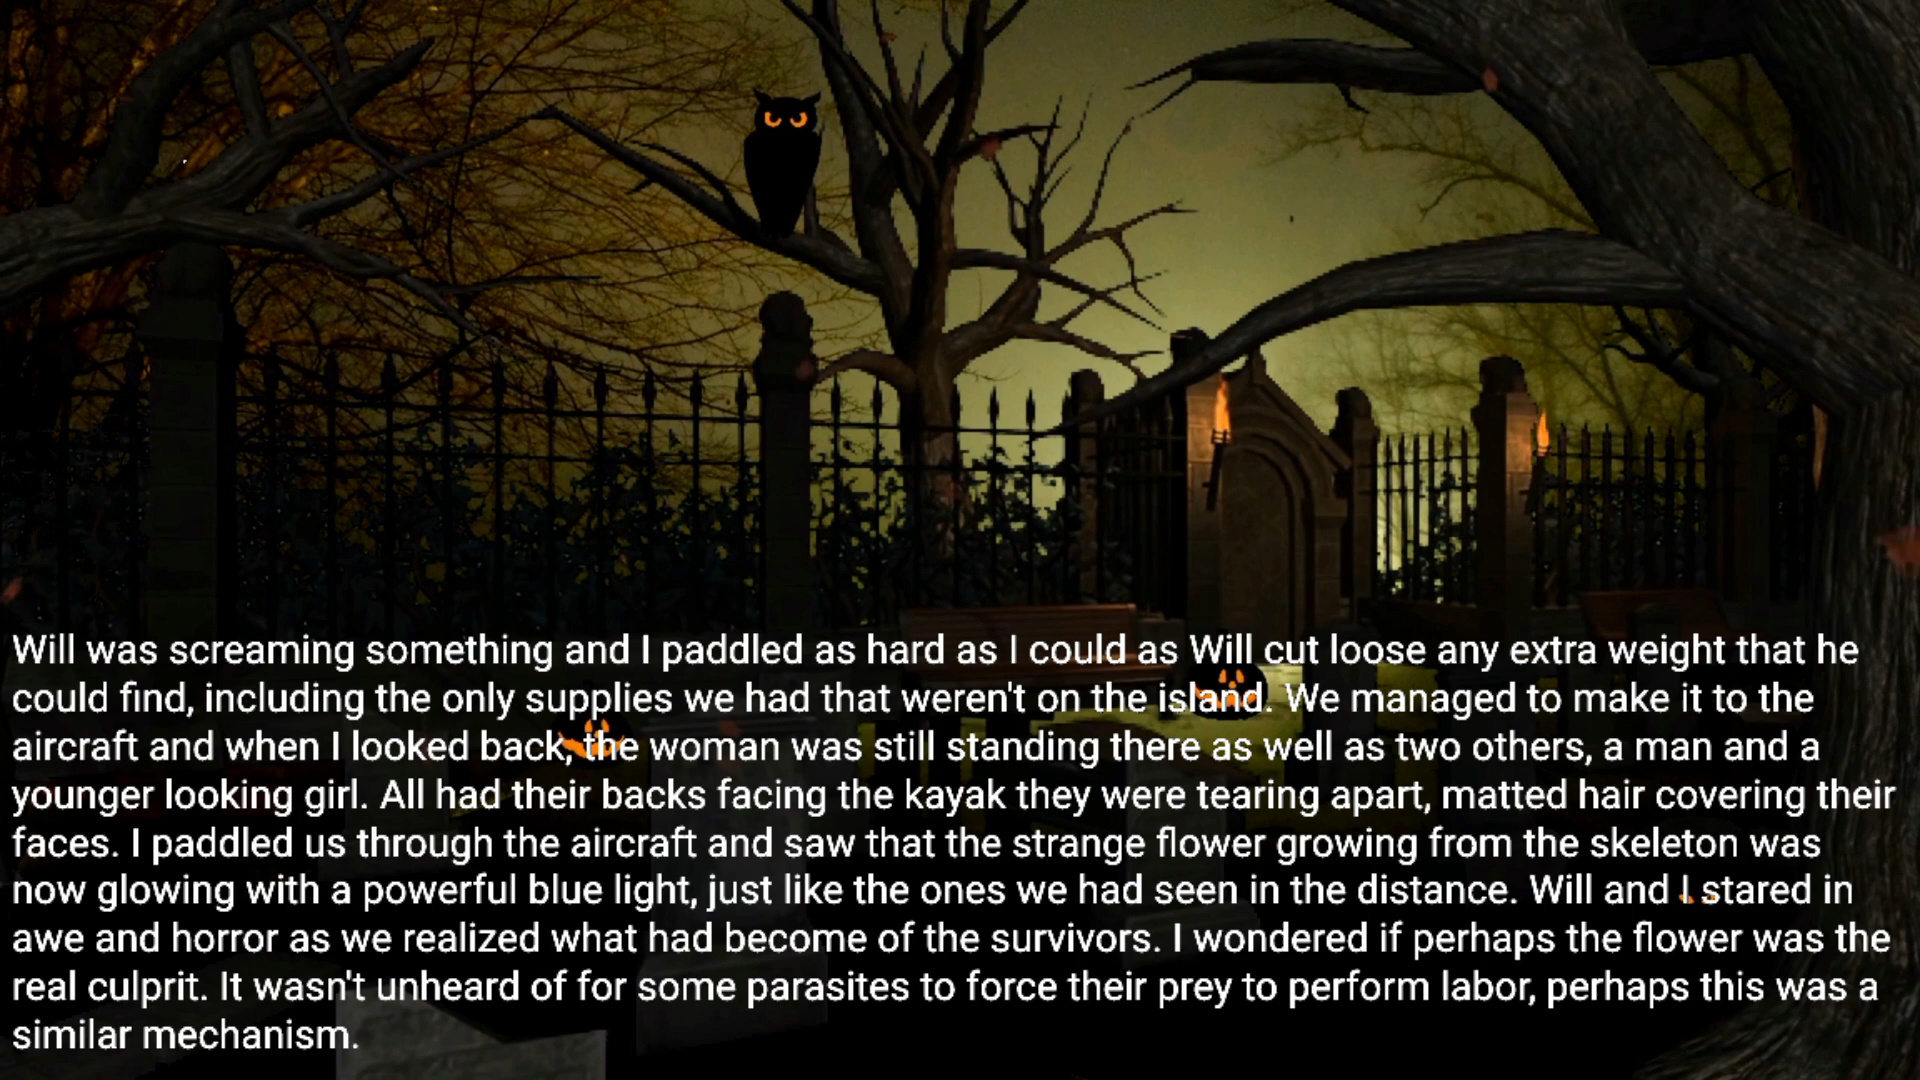 Will was screaming something and I paddled as hard as I could as Will cut loose any extra weight that he
could find, including the only supplies we had that weren't on the island. We managed to make it to the
aircraft and when I looked back, the woman was still standing there as well as two others, a man and a
younger looking girl. All had their backs facing the kayak they were tearing apart, matted hair covering their
faces. I paddled us through the aircraft and saw that the strange flower growing from the skeleton was
now glowing with a powerful blue light, just like the ones we had seen in the distance. Will and I stared in
awe and horror as we realized what had become of the survivors. I wondered if perhaps the flower was the
real culprit. It wasn't unheard of for some parasites to force their prey to perform labor, perhaps this was a
similar mechanism.